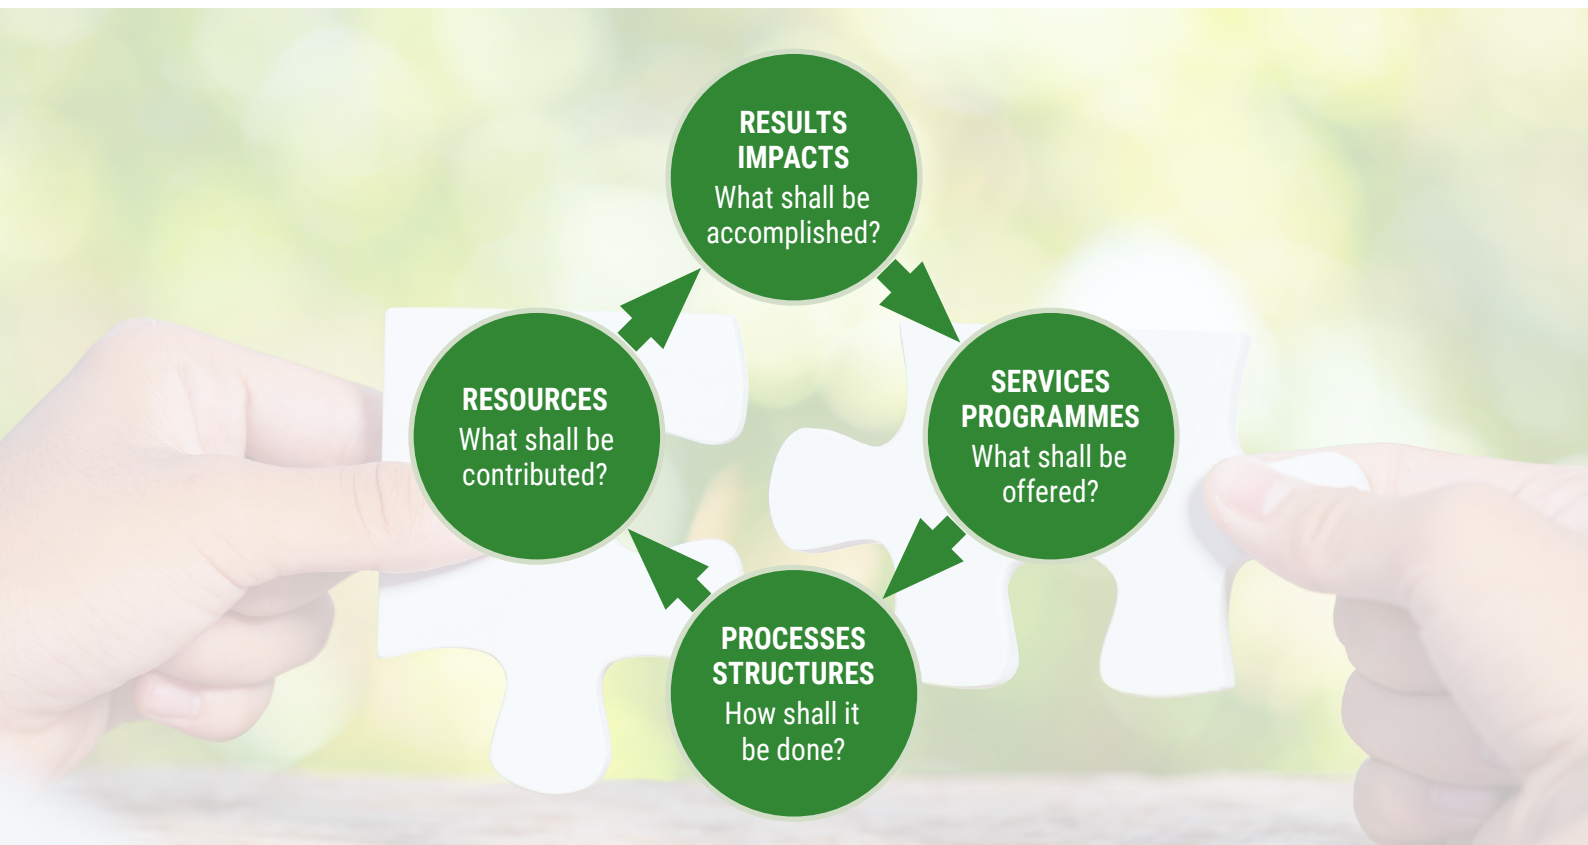 RESULTS
IMPACTS
What shall be
accomplished?
SERVICES
PROGRAMMES
What shall be
offered?
PROCESSES
STRUCTURES
How shall it
be done?
RESOURCES
What shall be
contributed?